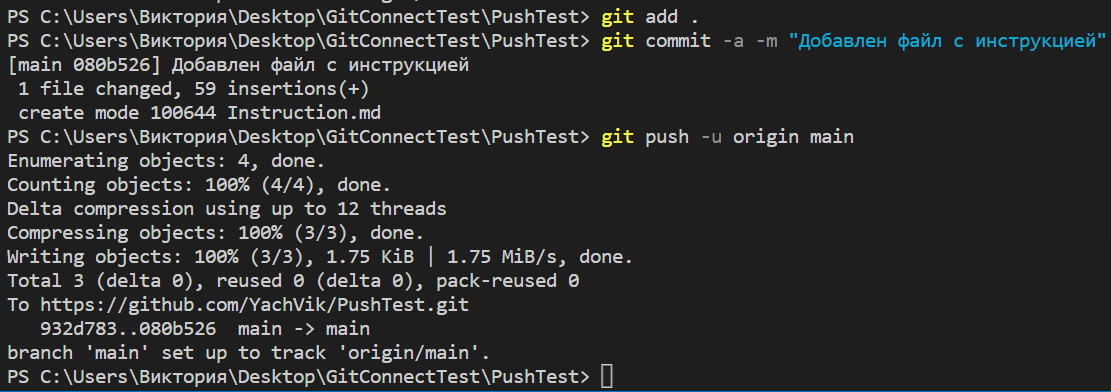 PS C:\Users\Виктория\Desktop\GitConnectTest\PushTest> git add .
PS C:\Users\Виктория\Desktop\GitConnectTest\PushTest> git commit -a -m "Добавлен файл с инструкцией"
[main 080b526] Добавлен файл с инструкцией
 1 file changed, 59 insertions(+)
 create mode 100644 Instruction.md
PS C:\Users\Виктория\Desktop\GitConnectTest\PushTest> git push -u origin main
Enumerating objects: 4, done.
Counting objects: 100% (4/4), done.
Delta compression using up to 12 threads
Compressing objects: 100% (3/3), done.
Writing objects: 100% (3/3), 1.75 KiB | 1.75 MiB/s, done.
Total 3 (delta 0), reused 0 (delta 0), pack-reused 0
To https://github.com/YachVik/PushTest.git
   932d783..080b526  main -> main
branch 'main' set up to track 'origin/main'.
PS C:\Users\Виктория\Desktop\GitConnectTest\PushTest>